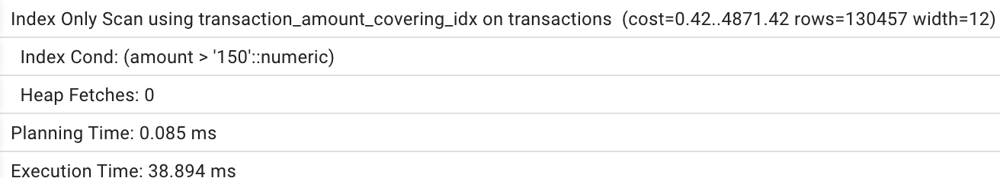 Index Only Scan using transaction_amount_covering_idx on transactions  (cost=0.42..4871.42 rows=130457 width=12)
Index Cond: (amount > '150'::numeric)
Heap Fetches: 0
Planning Time: 0.085 ms
Execution Time: 38.894 ms